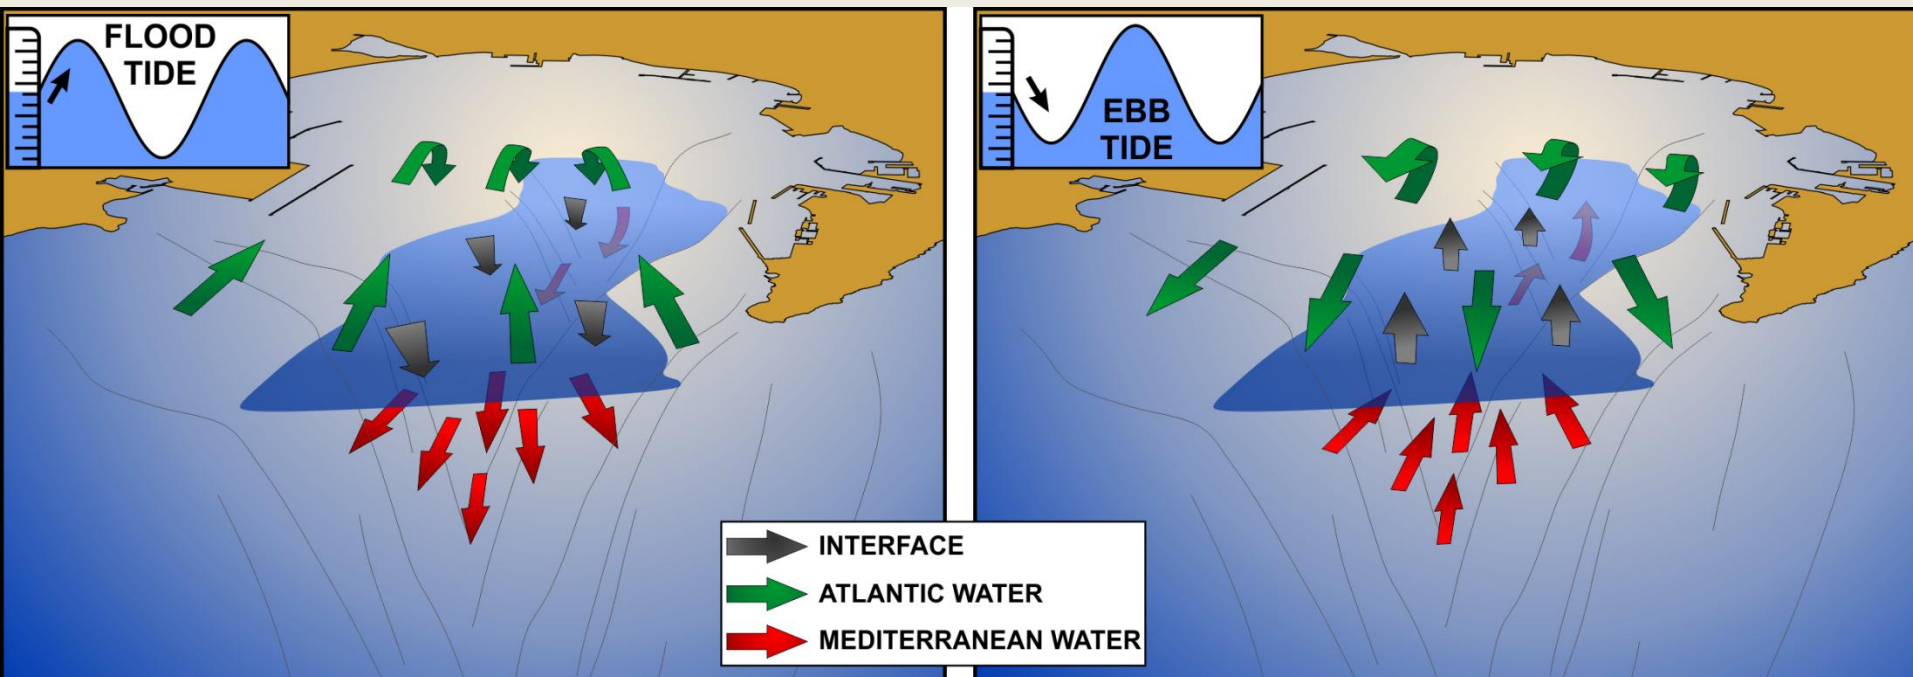 FLOOD
TIDE
EBB
TIDE
INTERFACE
ATLANTIC WATER
MEDITERRANEAN WATER